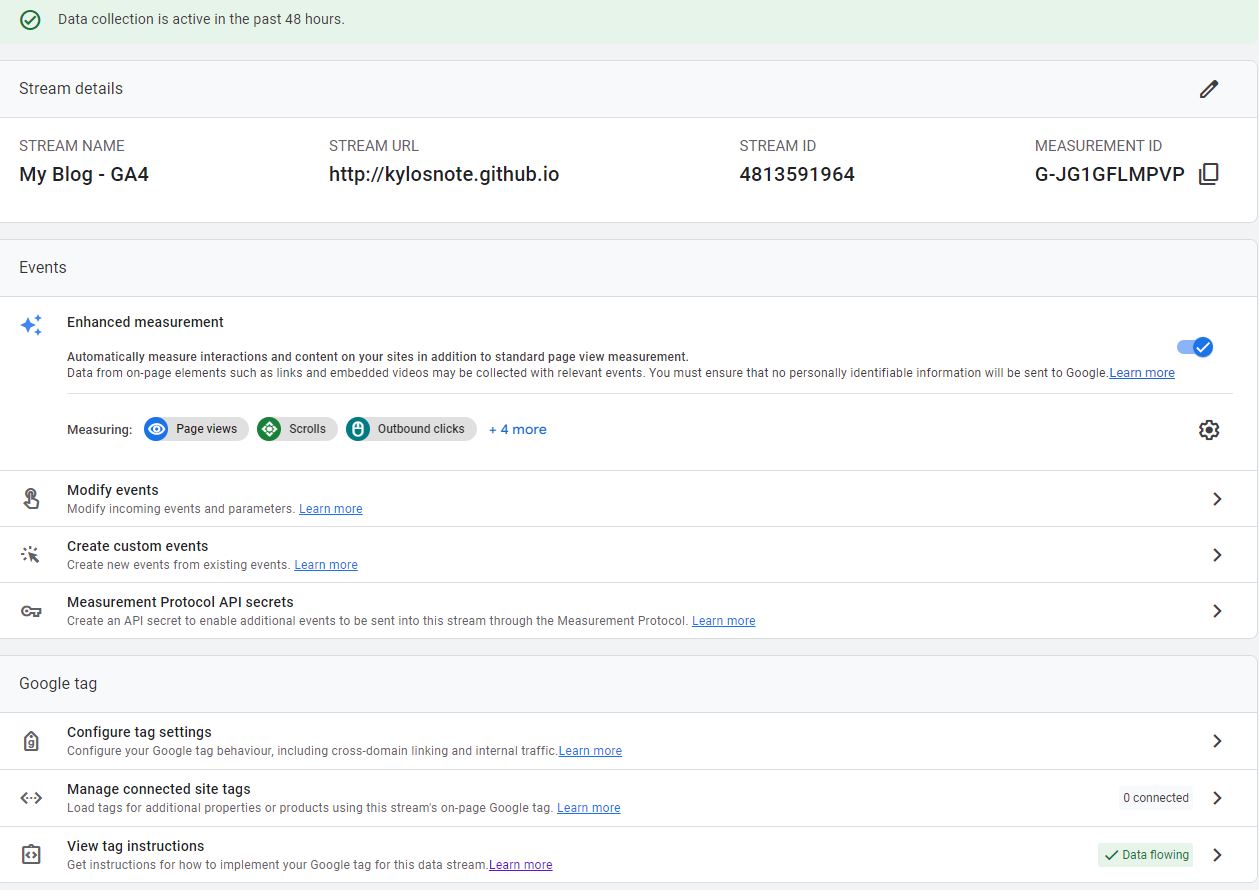 Data collection is active in the past 48 hours.
Stream details
STREAM NAME
My Blog - GA4
STREAM URL
http://kylosnote.github.io
STREAM ID
4813591964
MEASUREMENT ID
G-JG1GFLMPVP
Events
Enhanced measurement
Automatically measure interactions and content on your sites in addition to standard page view measurement.
Data from on-page elements such as links and embedded videos may be collected with relevant events. You must ensure that no personally identifiable information will be sent to Google.Learn more
Measuring: Page views Scrolls Outbound clicks + 4 more
Modify events
Modify incoming events and parameters. Learn more
Create custom events
Create new events from existing events. Learn more
Measurement Protocol API secrets
Create an API secret to enable additional events to be sent into this stream through the Measurement Protocol. Learn more
Google tag
Configure tag settings
Configure your Google tag behaviour, including cross-domain linking and internal traffic.Learn more
Manage connected site tags
Load tags for additional properties or products using this stream's on-page Google tag. Learn more
0 connected
View tag instructions
Get instructions for how to implement your Google tag for this data stream.Learn more
Data flowing